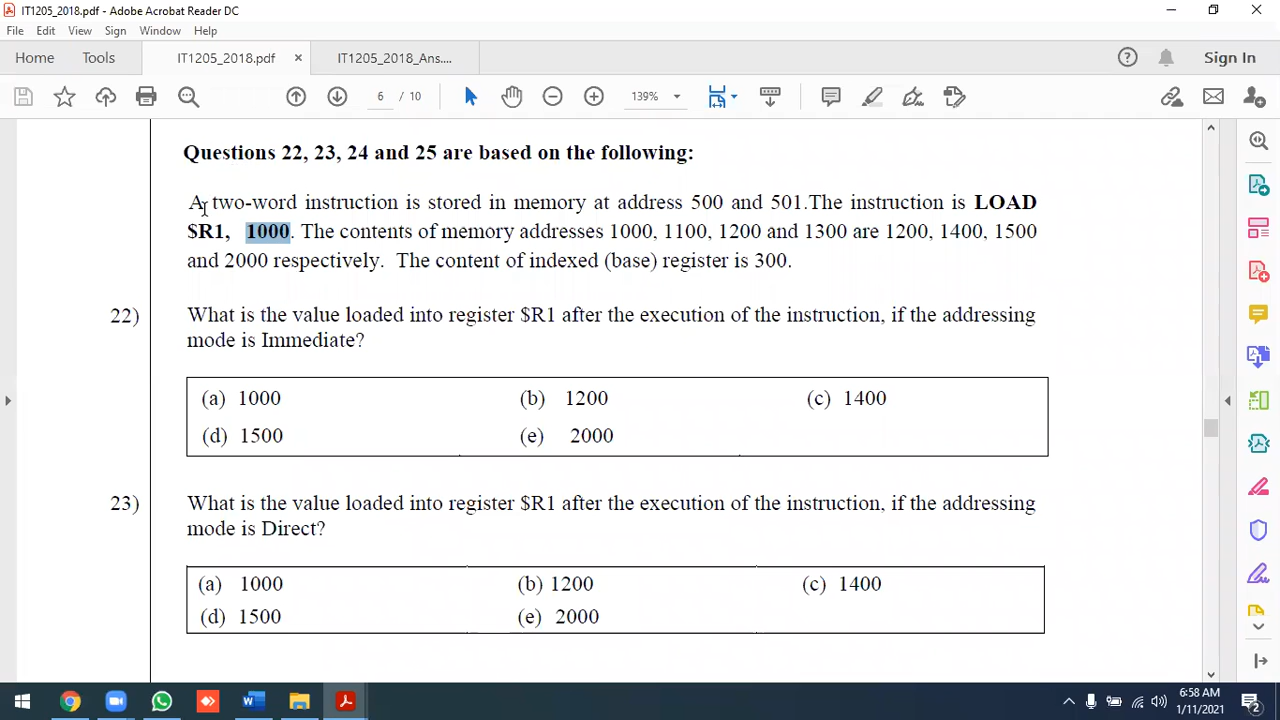 IT1205_2018.pdf - Adobe Acrobat Reader DC
File Edit View Sign Window Help
Home Tools IT1205_2018.pdf × IT1205_2018_Ans.... Sign In
6 / 10 139%
Questions 22, 23, 24 and 25 are based on the following:
A two-word instruction is stored in memory at address 500 and 501.The instruction is LOAD
$R1, 1000. The contents of memory addresses 1000, 1100, 1200 and 1300 are 1200, 1400, 1500
and 2000 respectively. The content of indexed (base) register is 300.
22) What is the value loaded into register $R1 after the execution of the instruction, if the addressing
mode is Immediate?
(a) 1000 (b) 1200 (c) 1400
(d) 1500 (e) 2000
23) What is the value loaded into register $R1 after the execution of the instruction, if the addressing
mode is Direct?
(a) 1000 (b) 1200 (c) 1400
(d) 1500 (e) 2000
6:58 AM
1/11/2021
2